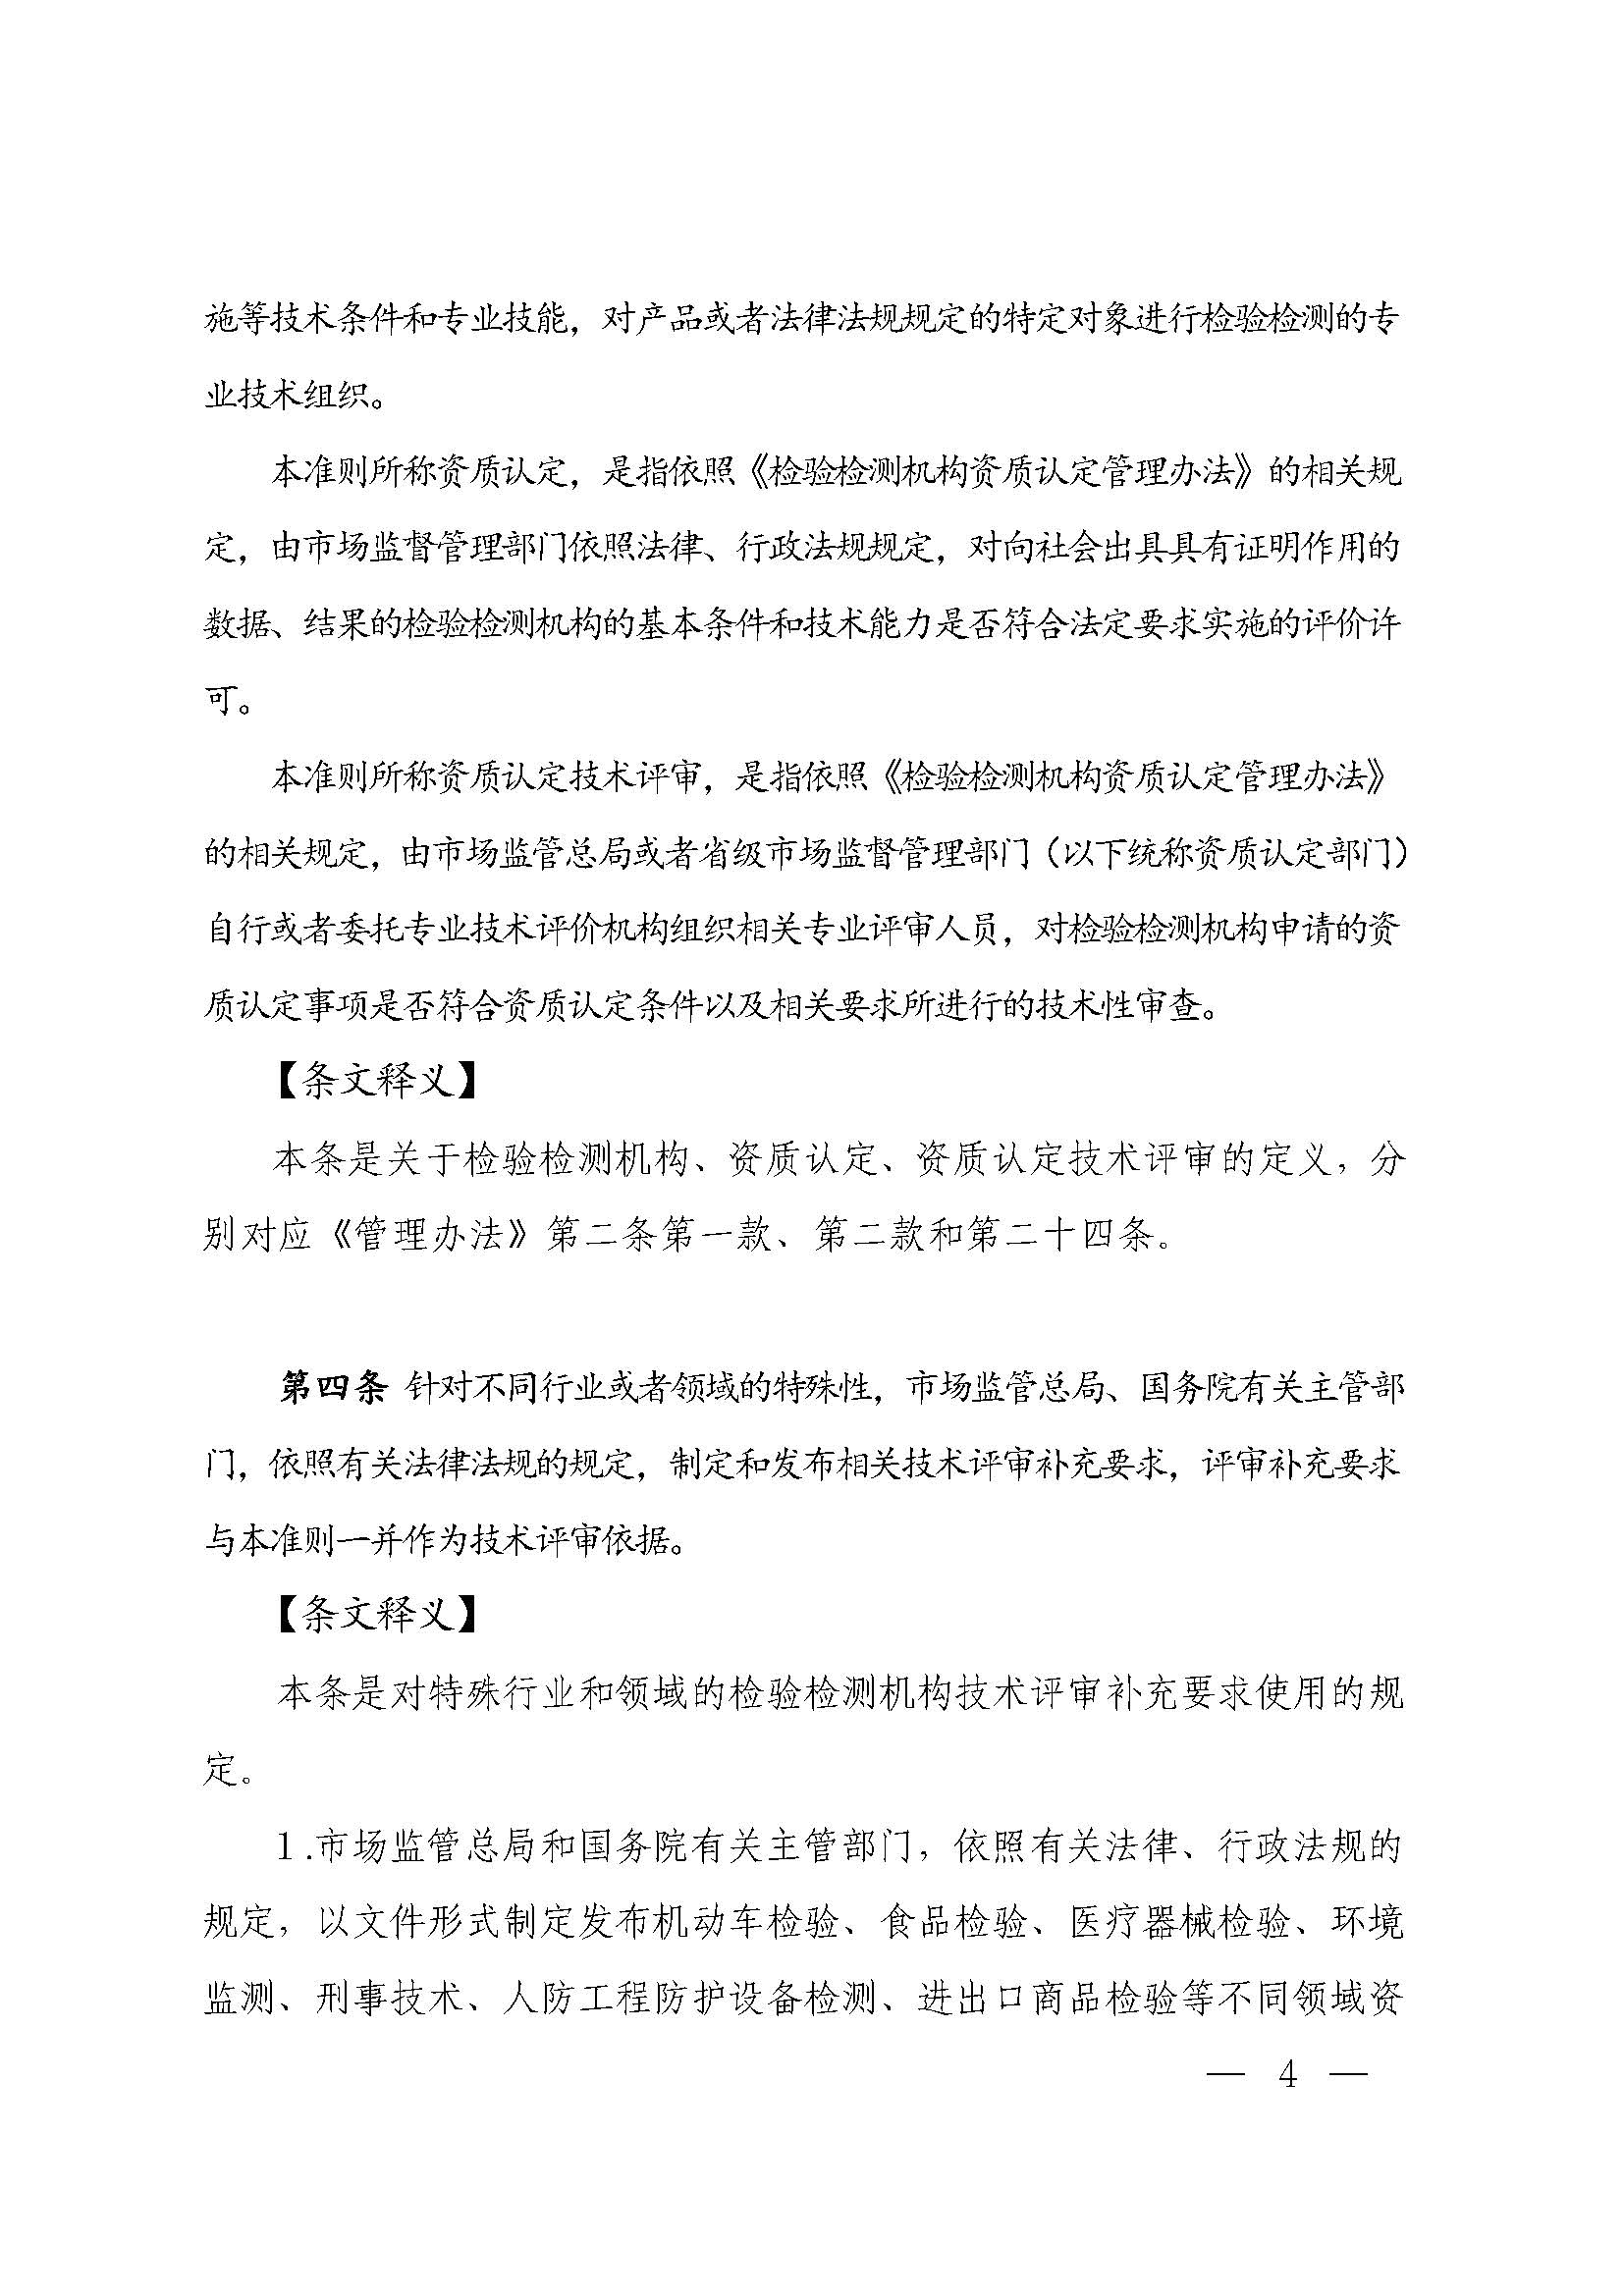 施等技术条件和专业技能，对产品或者法律法规规定的特定对象进行检验检测的专
业技术组织。
本准则所称资质认定，是指依照《检验检测机构资质认定管理办法》的相关规
定，由市场监督管理部门依照法律、行政法规规定，对向社会出具具有证明作用的
数据、结果的检验检测机构的基本条件和技术能力是否符合法定要求实施的评价许
可。
本准则所称资质认定技术评审，是指依照《检验检测机构资质认定管理办法》
的相关规定，由市场监管总局或者省级市场监督管理部门（以下统称资质认定部门）
自行或者委托专业技术评价机构组织相关专业评审人员，对检验检测机构申请的资
质认定事项是否符合资质认定条件以及相关要求所进行的技术性审查。
【条文释义】
本条是关于检验检测机构、资质认定、资质认定技术评审的定义，分
别对应《管理办法》第二条第一款、第二款和第二十四条。
第四条 针对不同行业或者领域的特殊性，市场监管总局、国务院有关主管部
门，依照有关法律法规的规定，制定和发布相关技术评审补充要求，评审补充要求
与本准则一并作为技术评审依据。
【条文释义】
本条是对特殊行业和领域的检验检测机构技术评审补充要求使用的规
定。
1.市场监管总局和国务院有关主管部门，依照有关法律、行政法规的
规定，以文件形式制定发布机动车检验、食品检验、医疗器械检验、环境
监测、刑事技术、人防工程防护设备检测、进出口商品检验等不同领域资
— 4 —